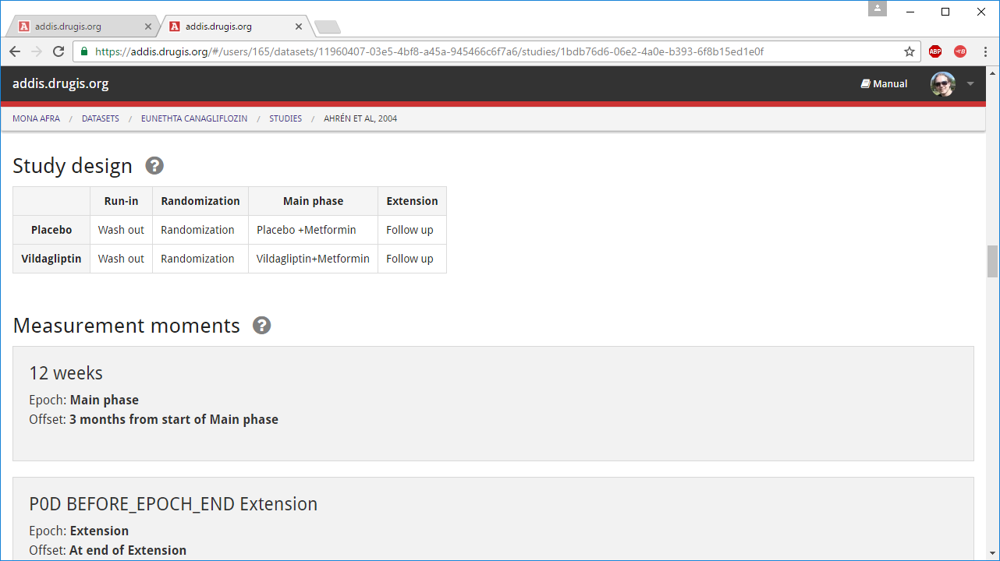 addis.drugis.org
addis.drugis.org
https://addis.drugis.org/#/users/165/datasets/11960407-03e5-4bf8-a45a-945466c6f7a6/studies/1bdb76d6-06e2-4a0e-b393-6f8b15ed1e0f
ABP
addis.drugis.org
Manual
MONA AFRA / DATASETS / EUNETHTA CANAGLIFLOZIN / STUDIES / AHRÉN ET AL, 2004
Study design ?
Run-in Randomization Main phase Extension
Placebo Wash out Randomization Placebo +Metformin Follow up
Vildagliptin Wash out Randomization Vildagliptin+Metformin Follow up
Measurement moments ?
12 weeks
Epoch: Main phase
Offset: 3 months from start of Main phase
P0D BEFORE_EPOCH_END Extension
Epoch: Extension
Offset: At end of Extension